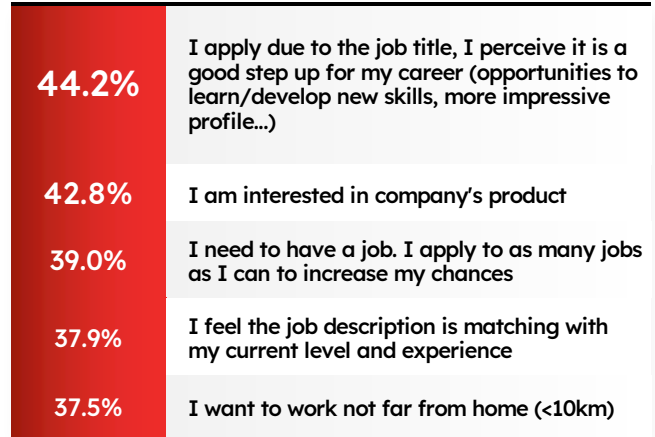 44.2%
I apply due to the job title, I perceive it is a
good step up for my career (opportunities to
learn/develop new skills, more impressive
profile...)
42.8%
I am interested in company's product
39.0%
I need to have a job. I apply to as many jobs
as I can to increase my chances
37.9%
I feel the job description is matching with
my current level and experience
37.5%
I want to work not far from home (<10km)